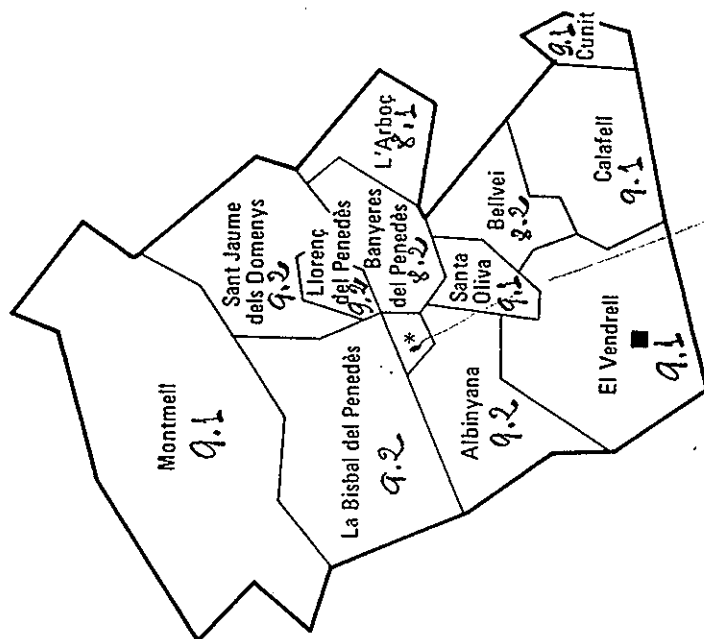 Montmell
9.1
Sant Jaume
dels Domenys
9.2
La Bisbal del Penedès
9.2
Llorenç
del Penedès
9.2
Banyeres
del Penedès
8.2
L'Arboç
8.1
*
Albinyana
9.2
Santa
Oliva
9.1
Bellvei
8.2
El Vendrell
9.1
Calafell
9.1
Cunit
9.1